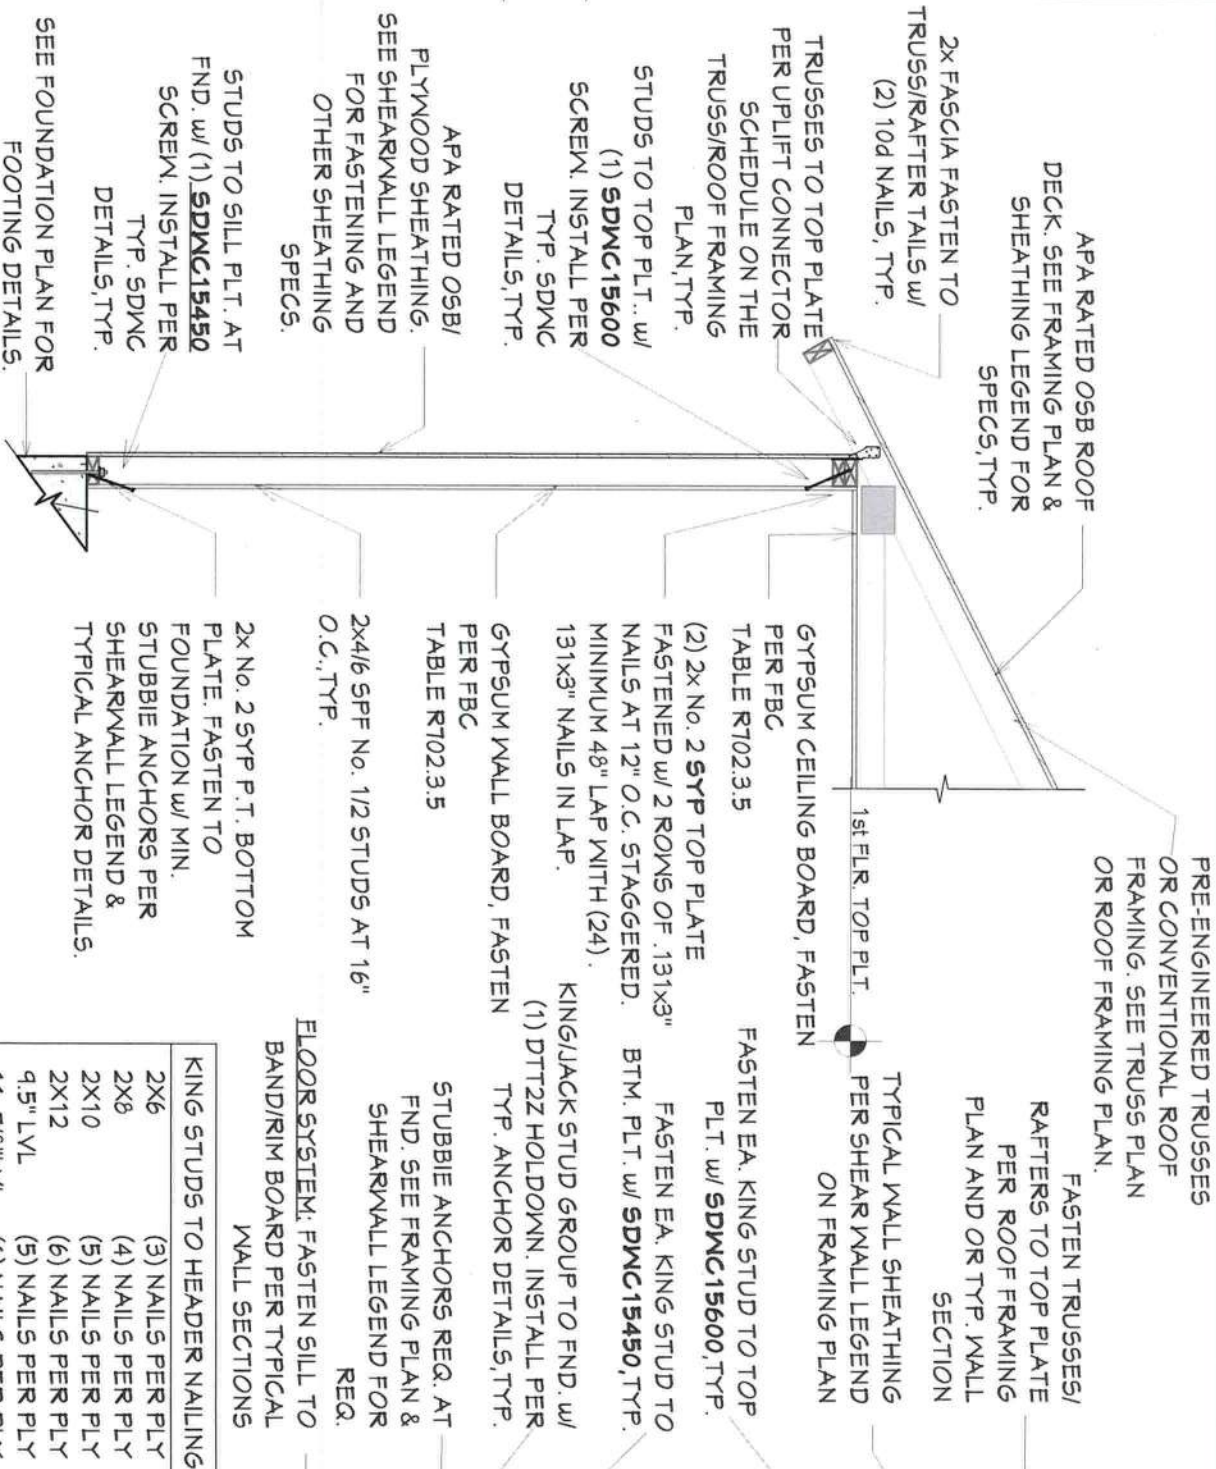 APA RATED OSB ROOF
DECK. SEE FRAMING PLAN &
SHEATHING LEGEND FOR
SPECS,TYP.
2x FASCIA FASTEN TO
TRUSS/RAFTER TAILS w/
(2) 10d NAILS, TYP.
TRUSSES TO TOP PLATE
PER UPLIFT CONNECTOR
SCHEDULE ON THE
TRUSS/ROOF FRAMING
PLAN,TYP.
STUDS TO TOP PLT.. w/
(1) SDWC15600
SCREW. INSTALL PER
TYP. SDWC
DETAILS,TYP.
APA RATED OSB/
PLYWOOD SHEATHING.
SEE SHEARWALL LEGEND
FOR FASTENING AND
OTHER SHEATHING
SPECS.
STUDS TO SILL PLT. AT
FND. w/ (1) SDWC15450
SCREW. INSTALL PER
TYP. SDWC
DETAILS,TYP.
SEE FOUNDATION PLAN FOR
FOOTING DETAILS.
PRE-ENGINEERED TRUSSES
OR CONVENTIONAL ROOF
FRAMING. SEE TRUSS PLAN
OR ROOF FRAMING PLAN.
1st FLR. TOP PLT.
GYPSUM CEILING BOARD, FASTEN
PER FBC
TABLE R702.3.5
(2) 2x No. 2 SYP TOP PLATE
FASTENED w/ 2 ROWS OF .131x3"
NAILS AT 12" O.C. STAGGERED.
MINIMUM 48" LAP WITH (24) .
131x3" NAILS IN LAP.
GYPSUM WALL BOARD, FASTEN
PER FBC
TABLE R702.3.5
2x4/6 SPF No. 1/2 STUDS AT 16"
O.C.,TYP.
2x No. 2 SYP P.T. BOTTOM
PLATE. FASTEN TO
FOUNDATION w/ MIN.
STUBBIE ANCHORS PER
SHEARWALL LEGEND &
TYPICAL ANCHOR DETAILS.
FASTEN TRUSSES/
RAFTERS TO TOP PLATE
PER ROOF FRAMING
PLAN AND OR TYP. WALL
SECTION
TYPICAL WALL SHEATHING
PER SHEAR WALL LEGEND
ON FRAMING PLAN
FASTEN EA. KING STUD TO TOP
PLT. w/ SDWC15600,TYP.
FASTEN EA. KING STUD TO
BTM. PLT. w/ SDWC15450,TYP.
KING/JACK STUD GROUP TO FND. w/
(1) DTT2Z HOLDOWN. INSTALL PER
TYP. ANCHOR DETAILS,TYP.
STUBBIE ANCHORS REQ. AT
FND. SEE FRAMING PLAN &
SHEARWALL LEGEND FOR
REQ.
FLOOR SYSTEM: FASTEN SILL TO
BAND/RIM BOARD PER TYPICAL
WALL SECTIONS
KING STUDS TO HEADER NAILING
2X6 (3) NAILS PER PLY
2X8 (4) NAILS PER PLY
2X10 (5) NAILS PER PLY
2X12 (6) NAILS PER PLY
9.5" LVL (5) NAILS PER PLY